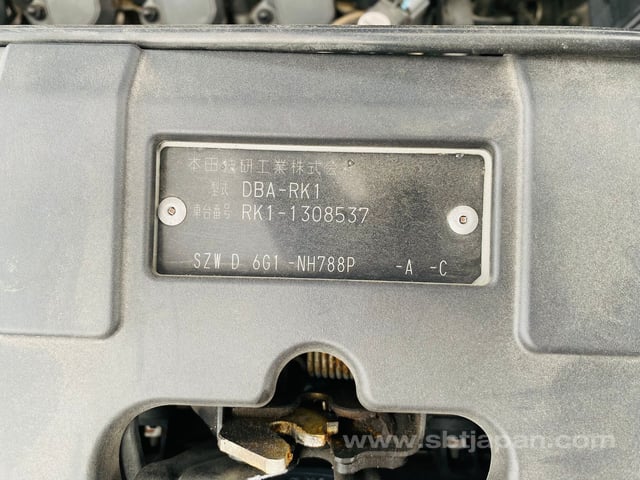 本田技研工業株式会社
型式 DBA-RK1
車台番号 RK1-1308537
SZW D 6G1 -NH788P -A -C
www.sbtjapan.com